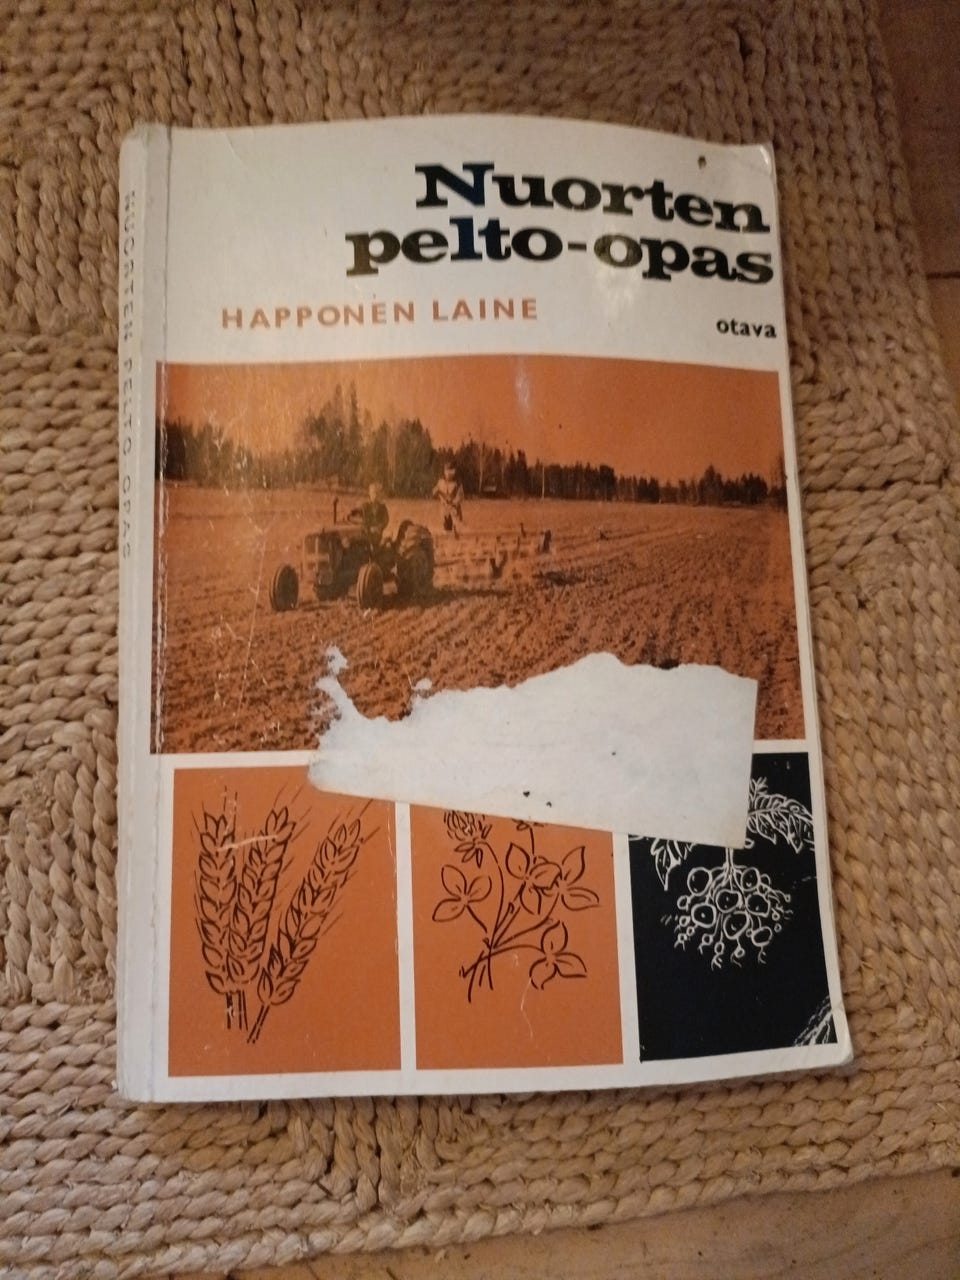 Nuorten
pelto-opas
HAPPONEN LAINE
otava
NUORTEN PELTO-OPAS